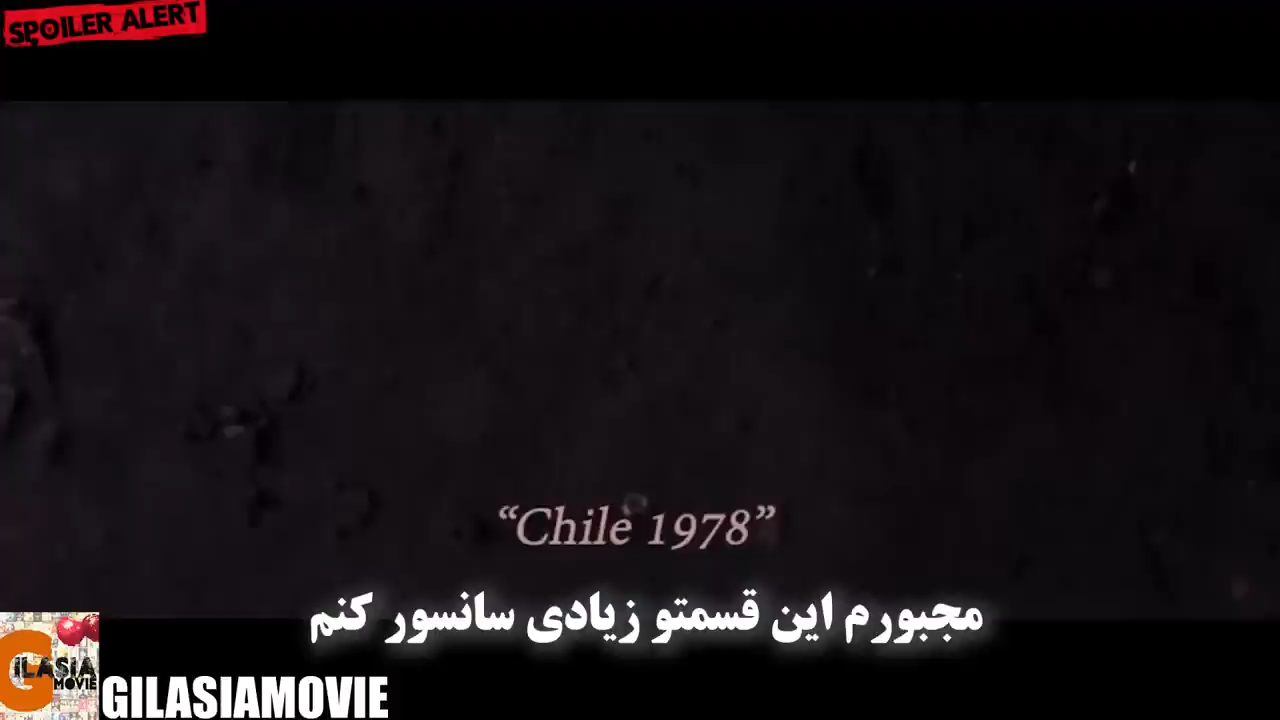 SPOILER ALERT
“Chile 1978”
مجبورم این قسمتو زیادی سانسور کنم
GILASIA
MOVIE
GILASIAMOVIE